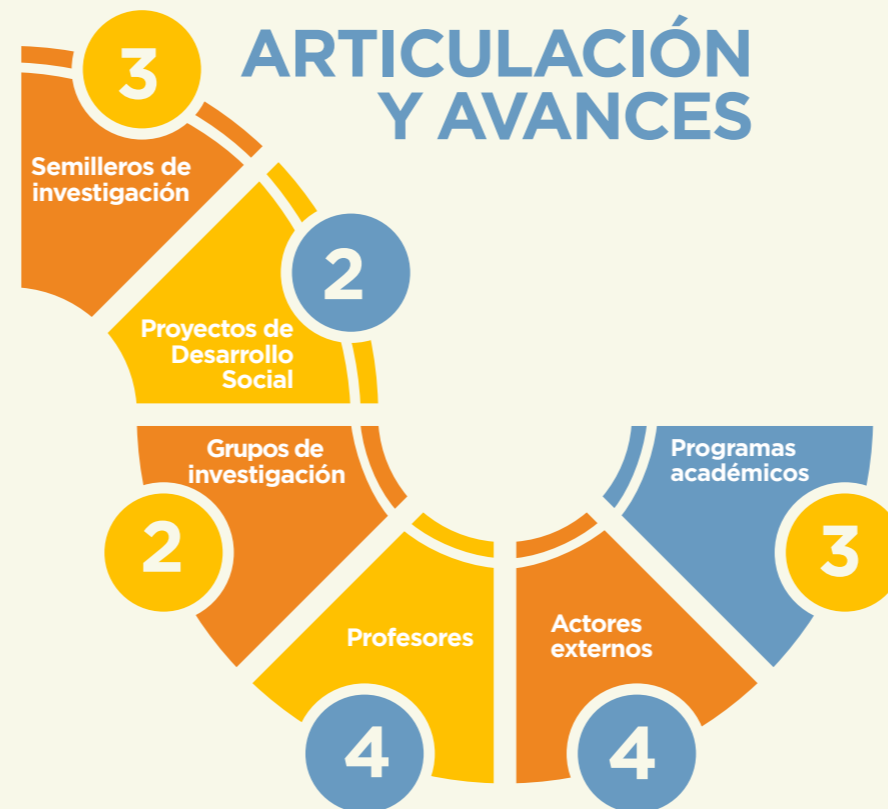 ARTICULACIÓN
Y AVANCES
3
Semilleros de
investigación
2
Proyectos de
Desarrollo
Social
Grupos de
investigación
2
Profesores
4
Actores
externos
4
Programas
académicos
3